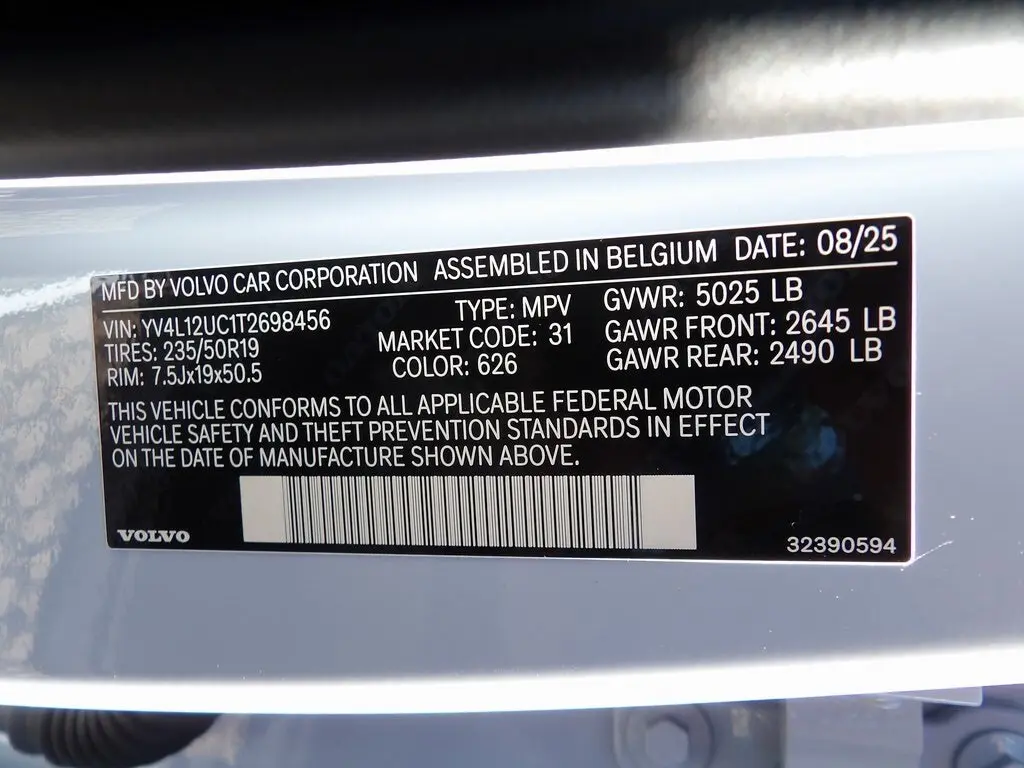 MFD BY VOLVO CAR CORPORATION ASSEMBLED IN BELGIUM DATE: 08/25
VIN: YV4L12UC1T2698456 TYPE: MPV GVWR: 5025 LB
TIRES: 235/50R19 MARKET CODE: 31 GAWR FRONT: 2645 LB
RIM: 7.5Jx19x50.5 COLOR: 626 GAWR REAR: 2490 LB
THIS VEHICLE CONFORMS TO ALL APPLICABLE FEDERAL MOTOR
VEHICLE SAFETY AND THEFT PREVENTION STANDARDS IN EFFECT
ON THE DATE OF MANUFACTURE SHOWN ABOVE.
VOLVO 32390594